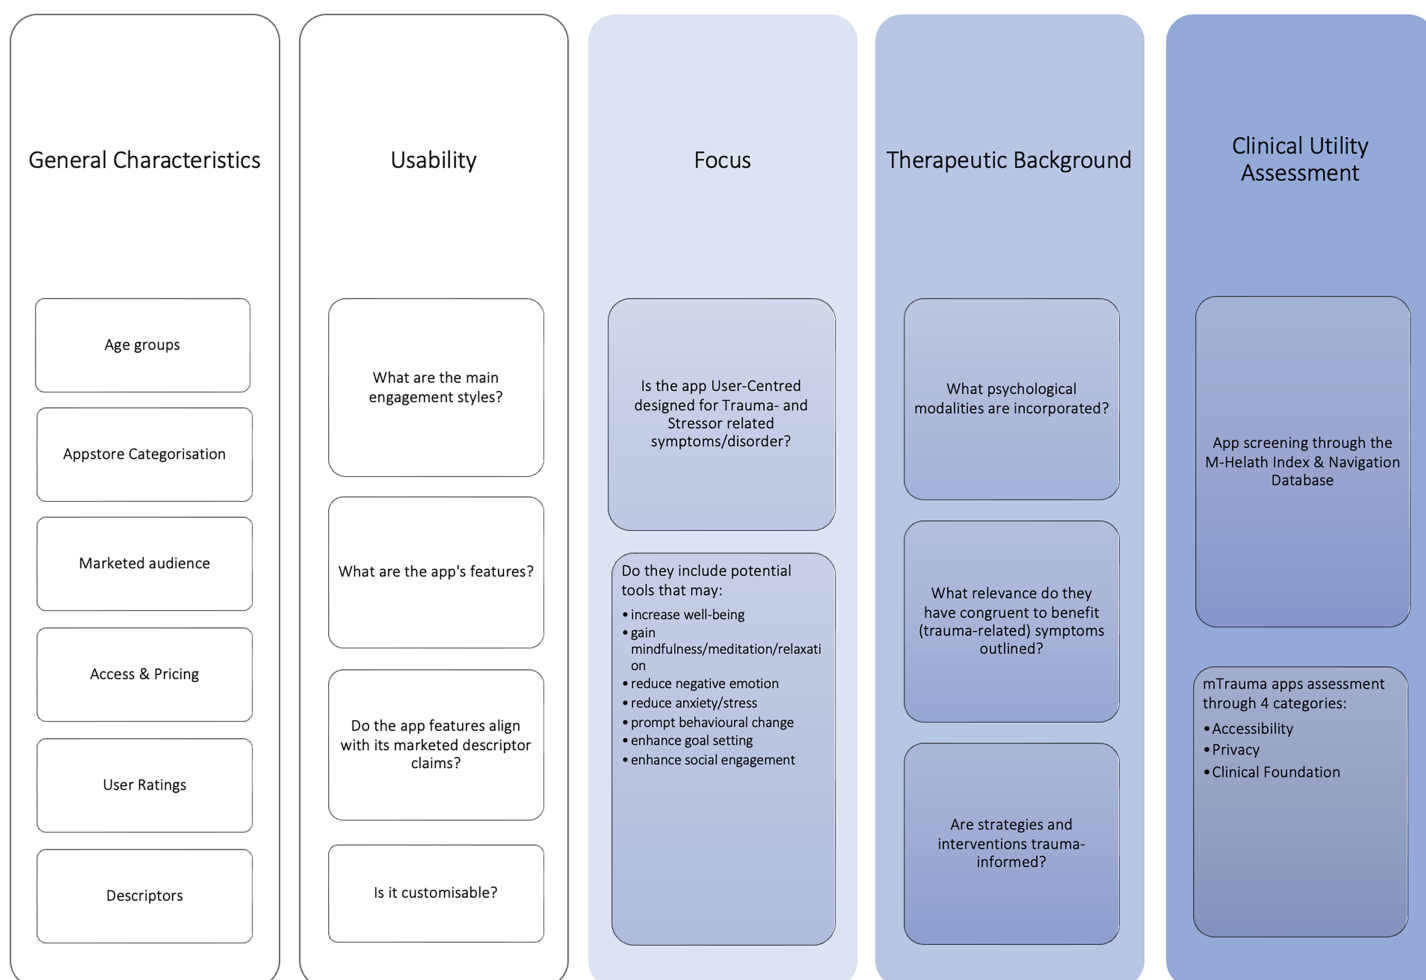 General Characteristics
Age groups
Appstore Categorisation
Marketed audience
Access & Pricing
User Ratings
Descriptors
Usability
What are the main
engagement styles?
What are the app's features?
Do the app features align
with its marketed descriptor
claims?
Is it customisable?
Focus
Is the app User-Centred
designed for Trauma- and
Stressor related
symptoms/disorder?
Do they include potential
tools that may:
• increase well-being
• gain
mindfulness/meditation/relaxati
on
• reduce negative emotion
• reduce anxiety/stress
• prompt behavioural change
• enhance goal setting
• enhance social engagement
Therapeutic Background
What psychological
modalities are incorporated?
What relevance do they
have congruent to benefit
(trauma-related) symptoms
outlined?
Are strategies and
interventions trauma-
informed?
Clinical Utility
Assessment
App screening through the
M-Helath Index & Navigation
Database
mTrauma apps assessment
through 4 categories:
• Accessibility
• Privacy
• Clinical Foundation